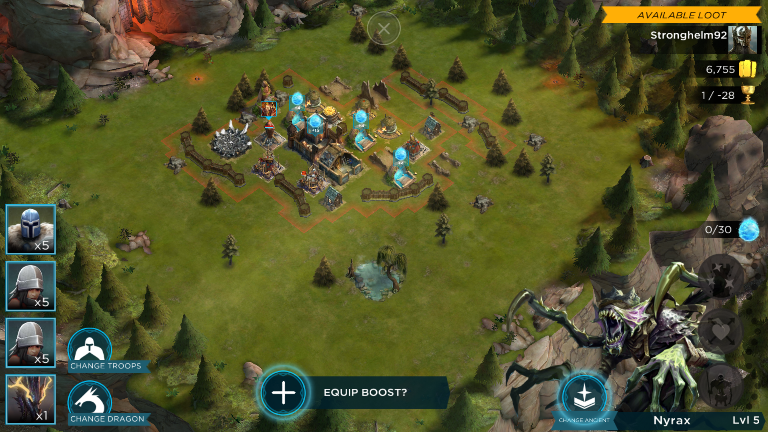 AVAILABLE LOOT
Stronghelm92
6,755
1 / -28
0/30
x5
x5
x5
x1
CHANGE TROOPS
CHANGE DRAGON
EQUIP BOOST?
CHANGE ANCIENT
Nyrax Lvl 5